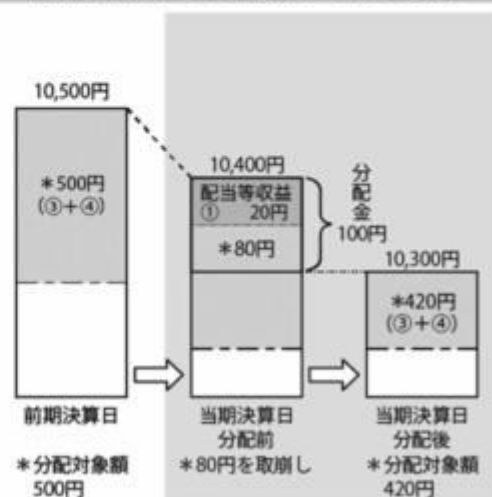 10,500円
*500円
(③+④)
10,400円
配当等収益
① 20円
*80円
分配金
100円
10,300円
*420円
(③+④)
前期決算日
*分配対象額
500円
当期決算日
分配前
*80円を取崩し
当期決算日
分配後
*分配対象額
420円